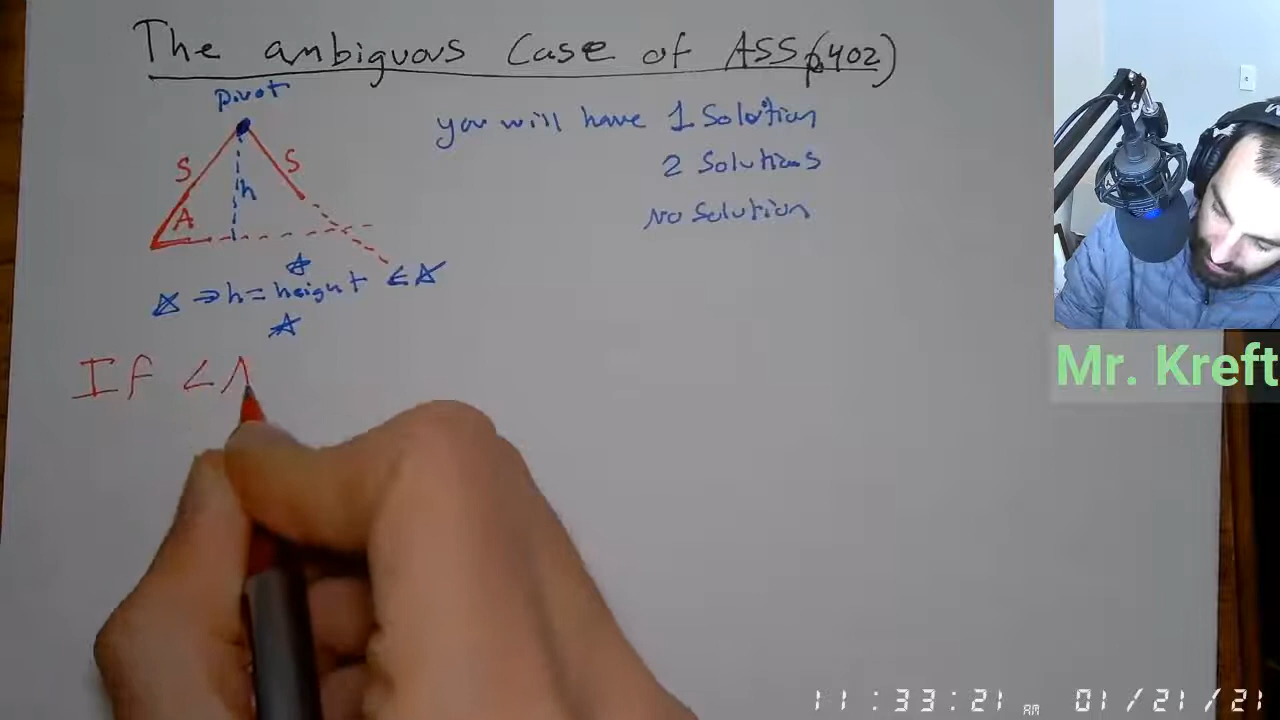 The ambiguous Case of ASS (p402)
pivot
you will have 1 Solution
2 Solutions
No Solution
S
S
h
A
h = height
If <A
Mr. Kreft
11:33:21 AM 01/21/21